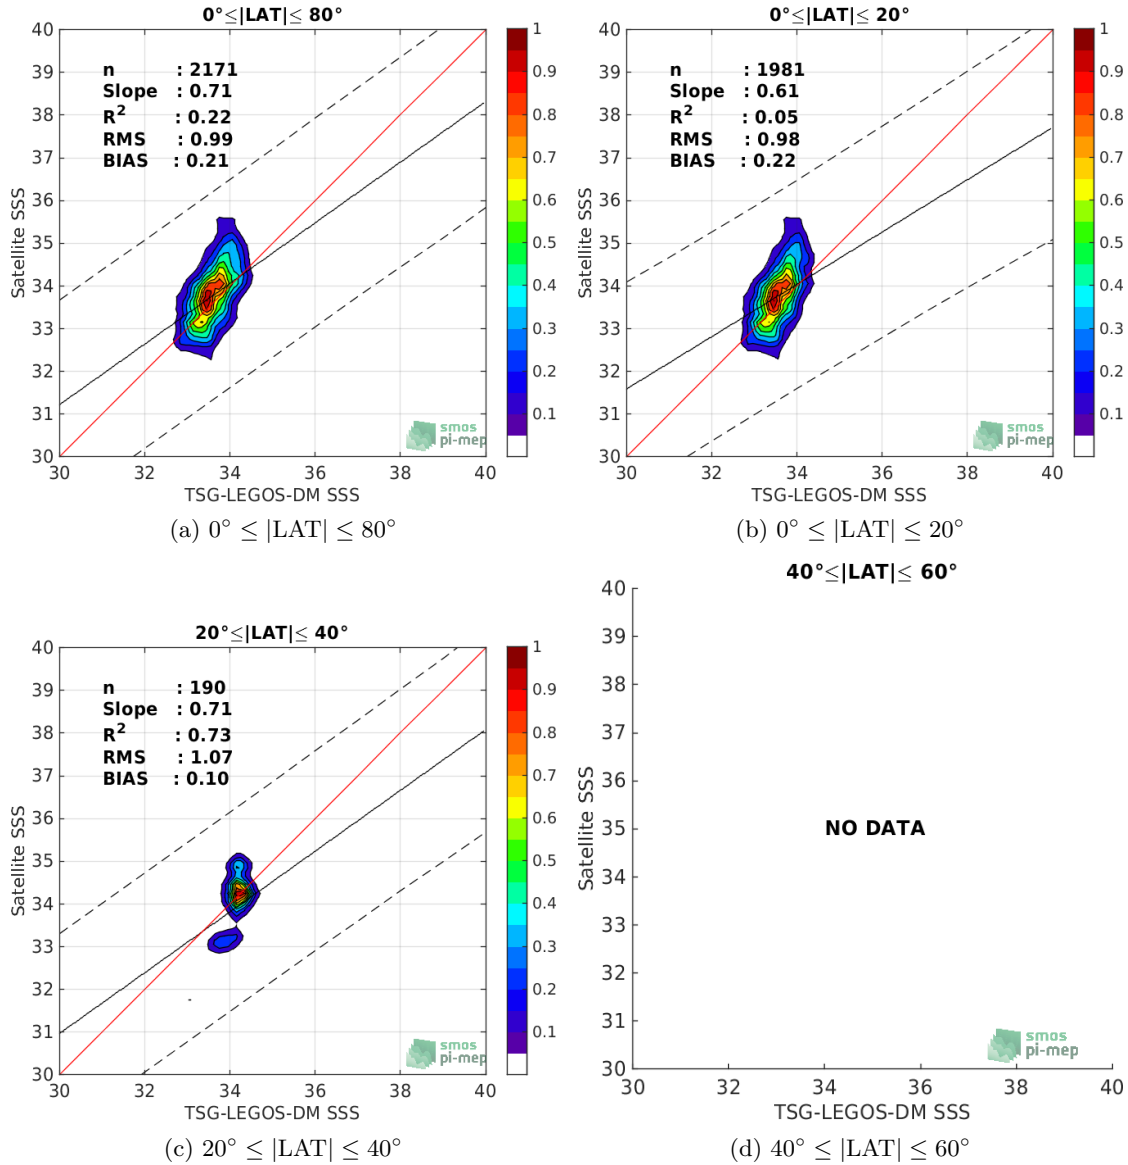 0°≤|LAT|≤ 80°
n : 2171
Slope : 0.71
R² : 0.22
RMS : 0.99
BIAS : 0.21
Satellite SSS
40
39
38
37
36
35
34
33
32
31
30
30 32 34 36 38 40
TSG-LEGOS-DM SSS
1
0.9
0.8
0.7
0.6
0.5
0.4
0.3
0.2
0.1
smos
pi-mep
(a) 0° ≤ |LAT| ≤ 80°
0°≤|LAT|≤ 20°
n : 1981
Slope : 0.61
R² : 0.05
RMS : 0.98
BIAS : 0.22
Satellite SSS
40
39
38
37
36
35
34
33
32
31
30
30 32 34 36 38 40
TSG-LEGOS-DM SSS
1
0.9
0.8
0.7
0.6
0.5
0.4
0.3
0.2
0.1
smos
pi-mep
(b) 0° ≤ |LAT| ≤ 20°
20°≤|LAT|≤ 40°
n : 190
Slope : 0.71
R² : 0.73
RMS : 1.07
BIAS : 0.10
Satellite SSS
40
39
38
37
36
35
34
33
32
31
30
30 32 34 36 38 40
TSG-LEGOS-DM SSS
1
0.9
0.8
0.7
0.6
0.5
0.4
0.3
0.2
0.1
smos
pi-mep
(c) 20° ≤ |LAT| ≤ 40°
40°≤|LAT|≤ 60°
Satellite SSS
40
39
38
37
36
35
34
33
32
31
30
NO DATA
30 32 34 36 38 40
TSG-LEGOS-DM SSS
smos
pi-mep
(d) 40° ≤ |LAT| ≤ 60°